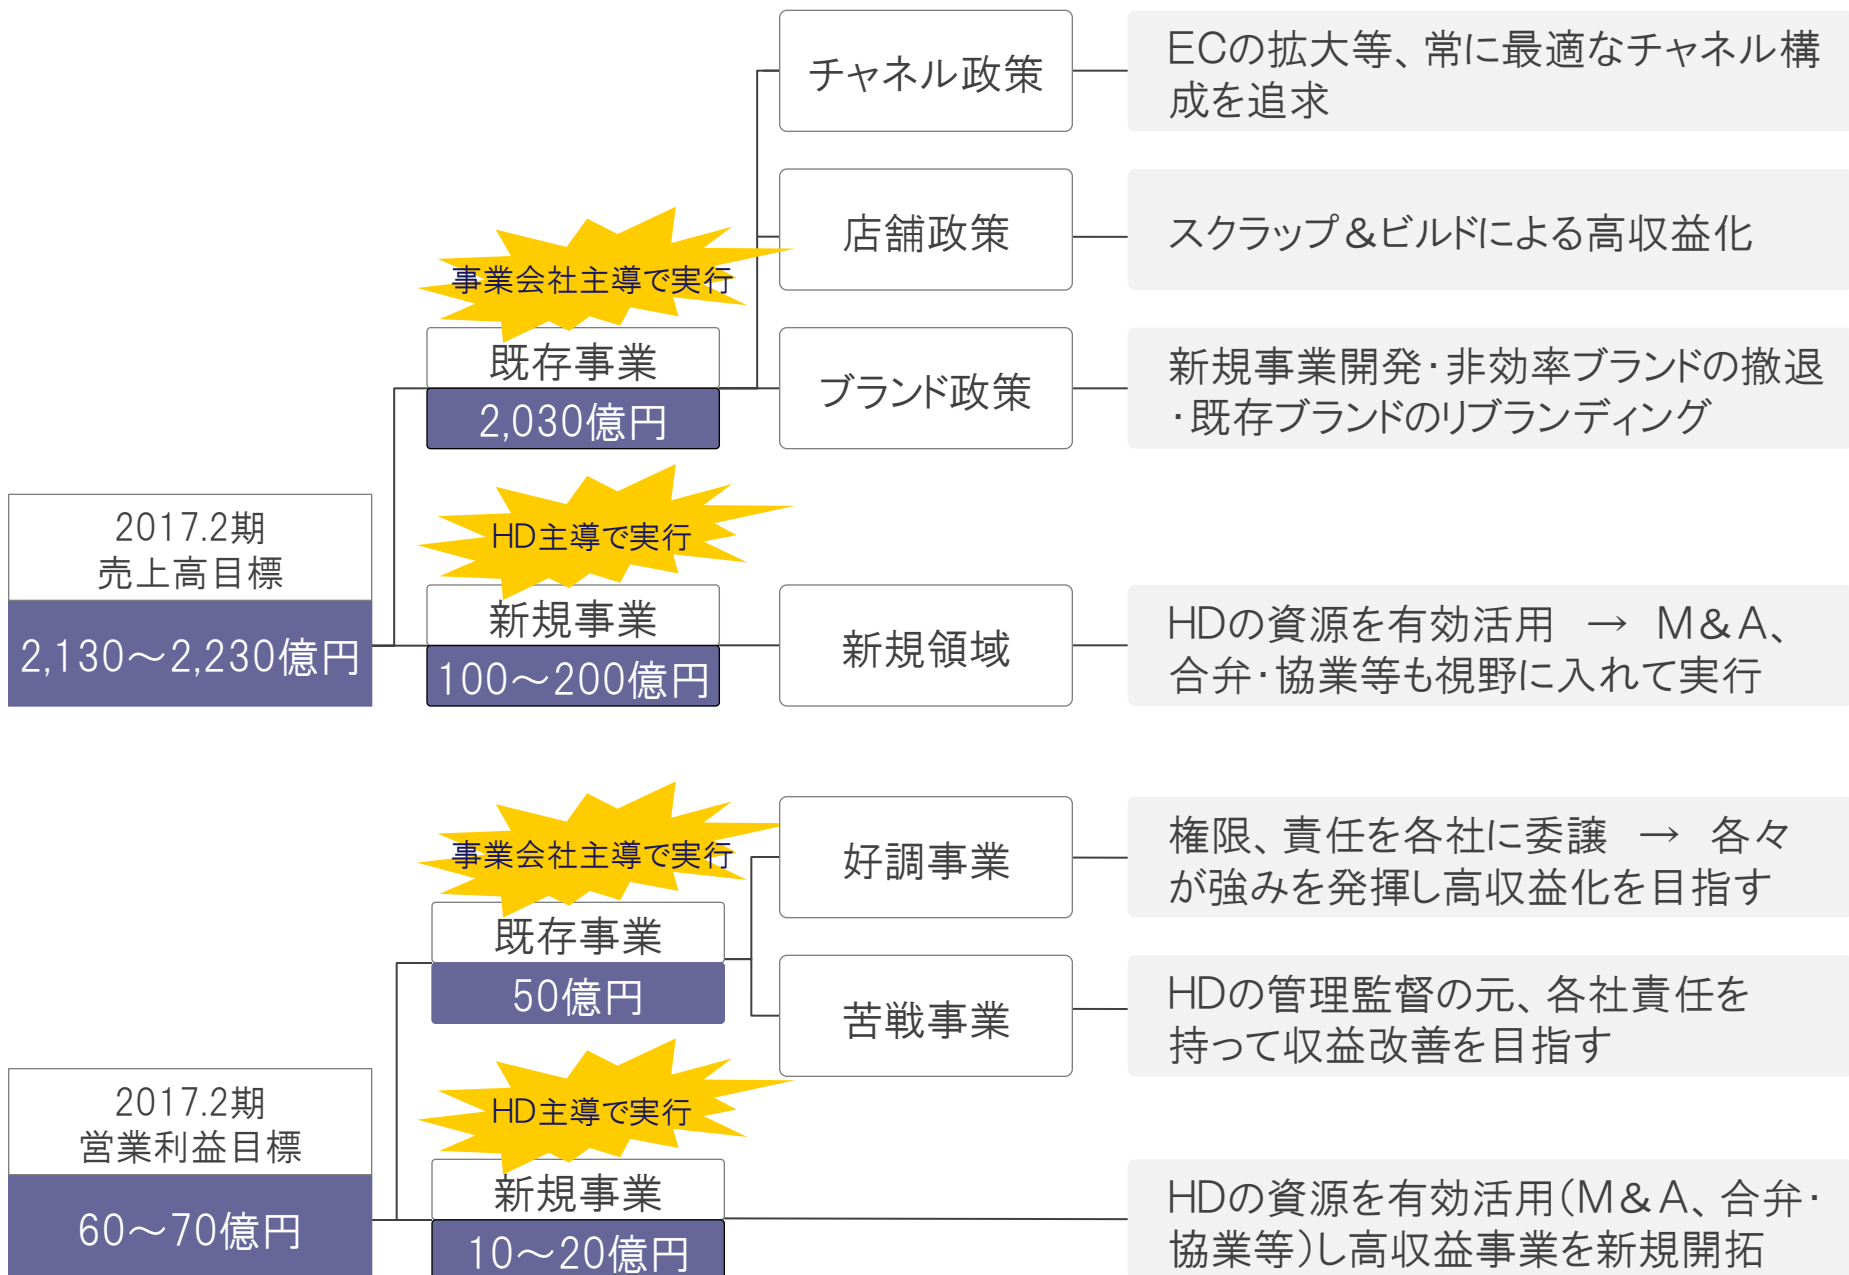 チャネル政策
ECの拡大等、常に最適なチャネル構
成を追求
店舗政策
スクラップ&ビルドによる高収益化
事業会社主導で実行
既存事業
2,030億円
ブランド政策
新規事業開発・非効率ブランドの撤退
・既存ブランドのリブランディング
HD主導で実行
2017.2期
売上高目標
2,130～2,230億円
新規事業
100～200億円
新規領域
HDの資源を有効活用 → M&A、
合弁・協業等も視野に入れて実行
事業会社主導で実行
好調事業
権限、責任を各社に委譲 → 各々
が強みを発揮し高収益化を目指す
既存事業
50億円
苦戦事業
HDの管理監督の元、各社責任を
持って収益改善を目指す
HD主導で実行
2017.2期
営業利益目標
60～70億円
新規事業
10～20億円
HDの資源を有効活用(M&A、合弁・
協業等)し高収益事業を新規開拓